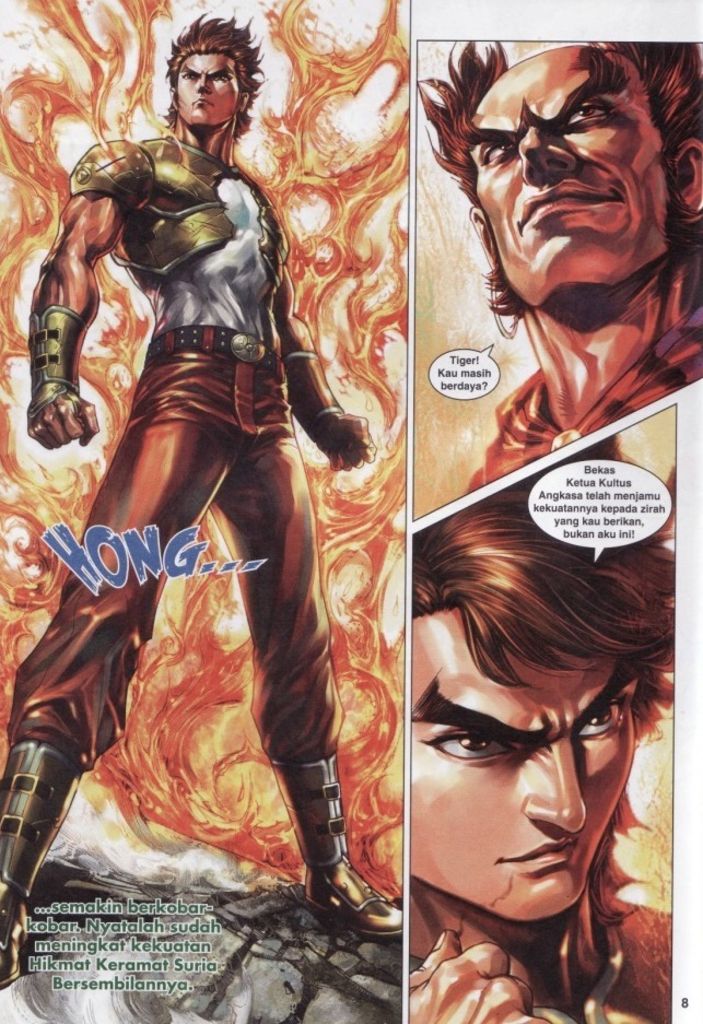 HONG...
...semakin berkobar-
kobar. Nyatalah sudah
meningkat kekuatan
Hikmat Keramat Suria
Bersembilannya.
Tiger!
Kau masih
berdaya?
Bekas
Ketua Kultus
Angkasa telah menjamu
kekuatannya kepada zirah
yang kau berikan,
bukan aku ini!
8